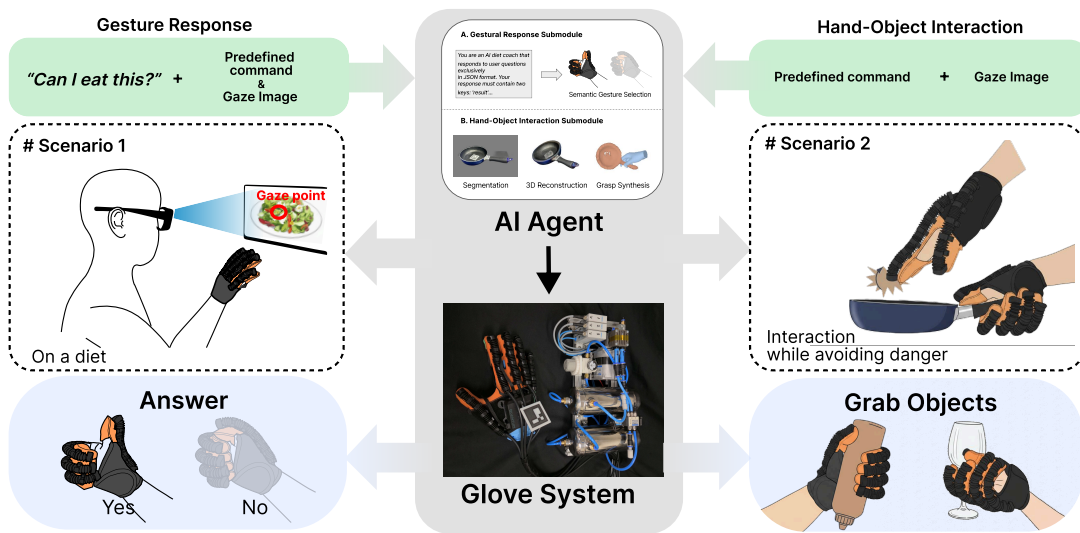 Gesture Response
“Can I eat this?” +
Predefined
command
&
Gaze Image
# Scenario 1
Gaze point
On a diet
Answer
Yes
No
A. Gestural Response Submodule
You are an AI diet coach that
responds to user questions
exclusively
in JSON format. Your
response must contain two
keys: 'result'...
Semantic Gesture Selection
B. Hand-Object Interaction Submodule
Segmentation
3D Reconstruction
Grasp Synthesis
AI Agent
Glove System
Hand-Object Interaction
Predefined command + Gaze Image
# Scenario 2
Interaction
while avoiding danger
Grab Objects